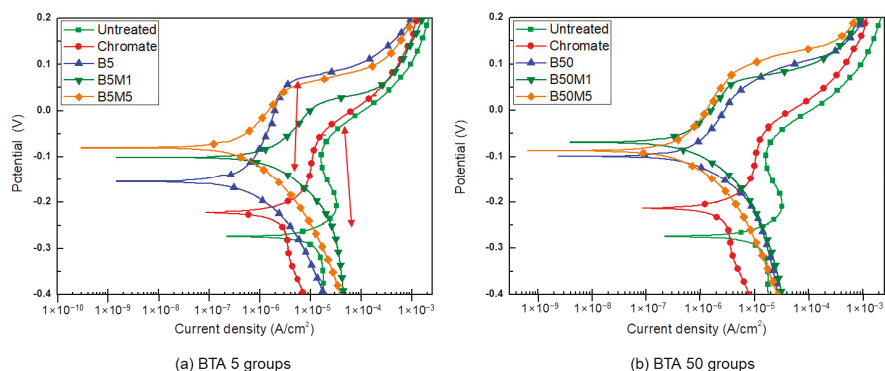 Untreated
Chromate
B5
B5M1
B5M5
0.2
0.1
0.0
-0.1
-0.2
-0.3
-0.4
Potential (V)
1×10⁻¹⁰ 1×10⁻⁹ 1×10⁻⁸ 1×10⁻⁷ 1×10⁻⁶ 1×10⁻⁵ 1×10⁻⁴ 1×10⁻³
Current density (A/cm²)
(a) BTA 5 groups
Untreated
Chromate
B50
B50M1
B50M5
0.2
0.1
0.0
-0.1
-0.2
-0.3
-0.4
Potential (V)
1×10⁻⁹ 1×10⁻⁸ 1×10⁻⁷ 1×10⁻⁶ 1×10⁻⁵ 1×10⁻⁴ 1×10⁻³
Current density (A/cm²)
(b) BTA 50 groups